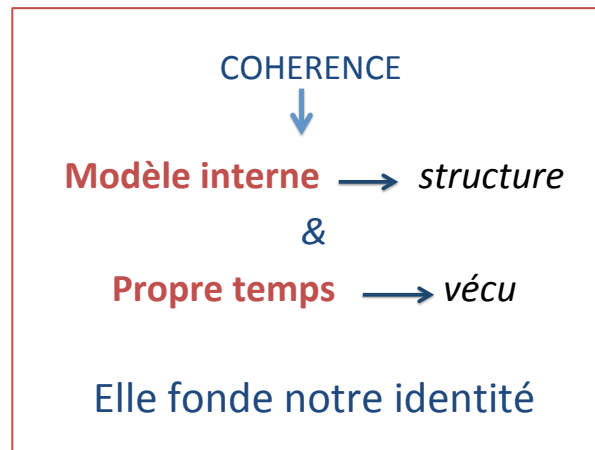 COHERENCE
Modèle interne structure
&
Propre temps vécu
Elle fonde notre identité